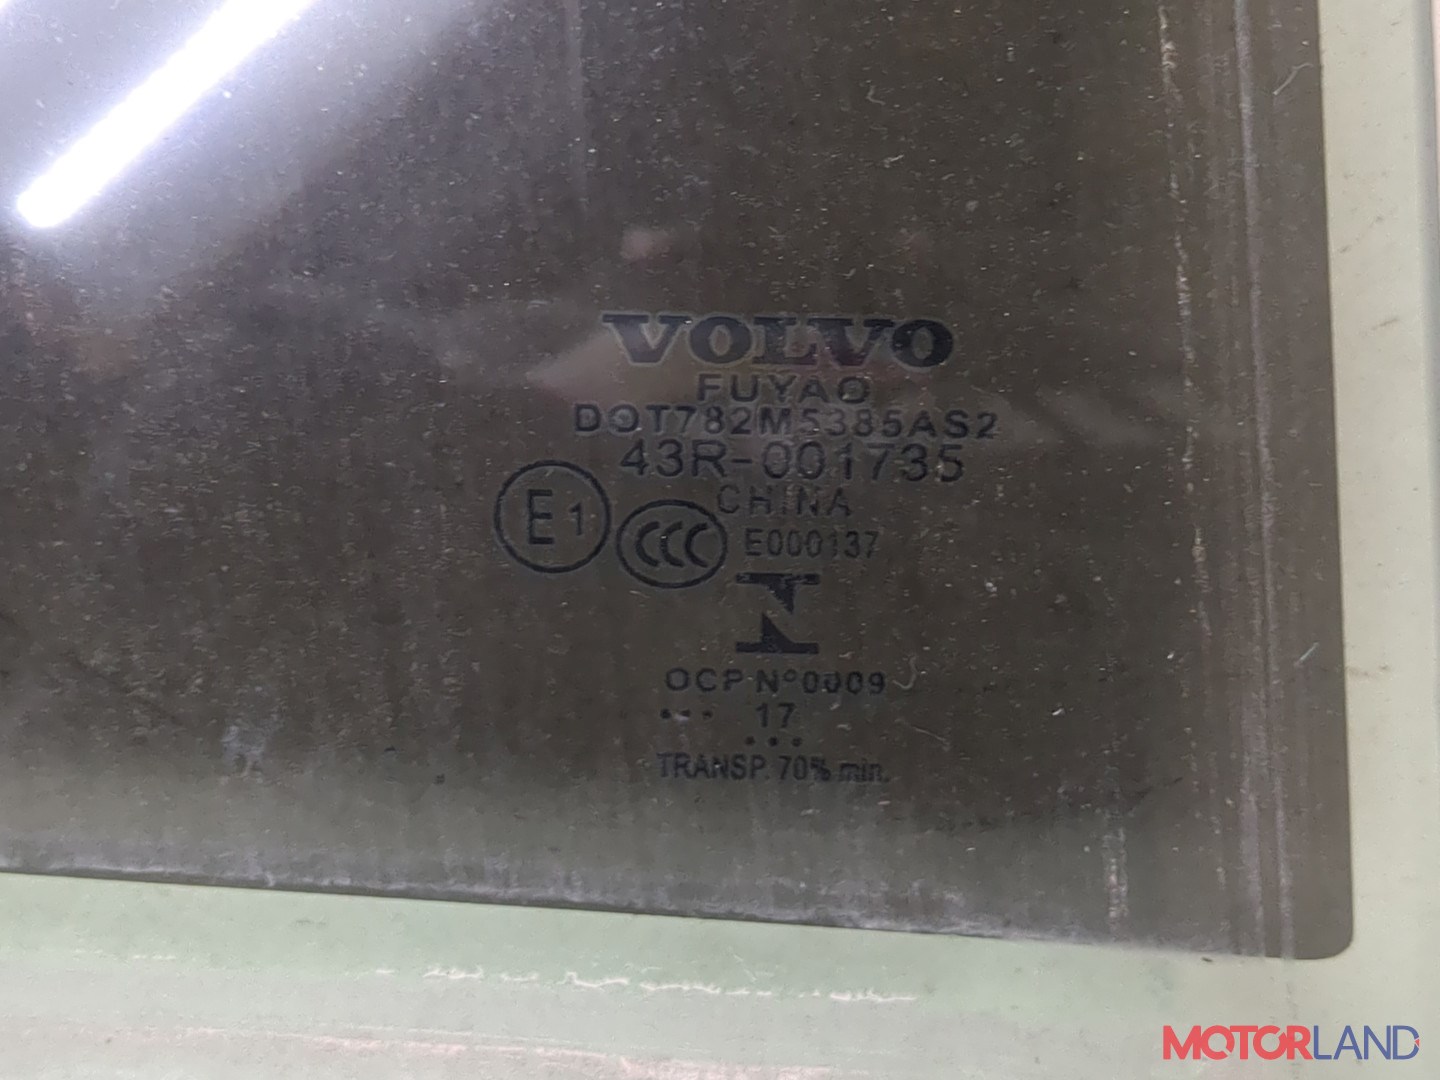 VOLVO
FUYAO
DOT782M5385AS2
43R-001735
CHINA
E1
CCC
E000137
OCP N°0009
... 17
...
TRANSP. 70% min.
MOTORLAND